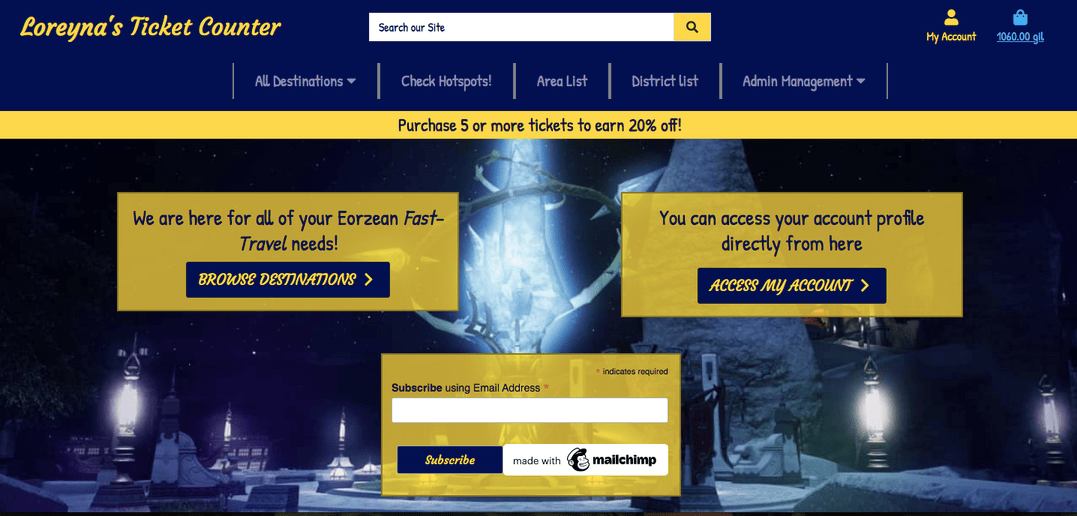 Loreyna's Ticket Counter
Search our Site
My Account
1060.00 gil
All Destinations
Check Hotspots!
Area List
District list
Admin Management
Purchase 5 or more tickets to earn 20% off!
We are here for all of your Eorzean Fast-
Travel needs!
BROWSE DESTINATIONS
You can access your account profile
directly from here
ACCESS MY ACCOUNT
* indicates required
Subscribe using Email Address *
Subscribe
made with mailchimp